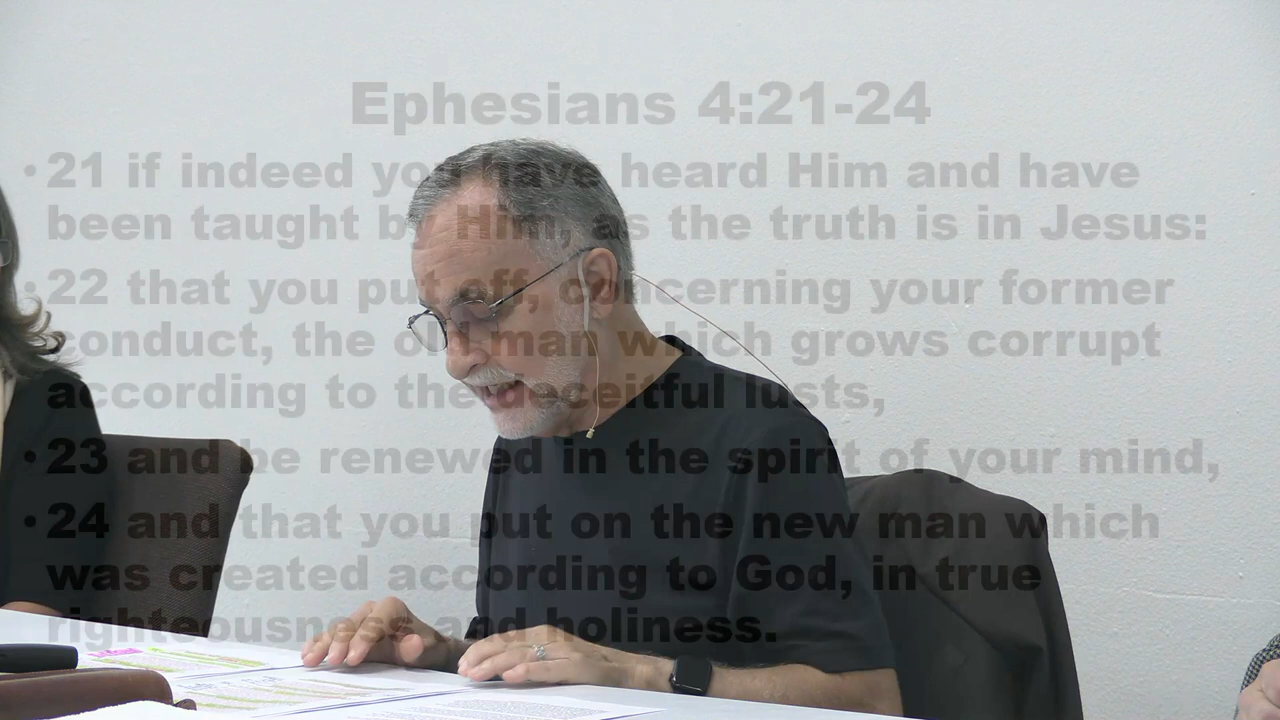 Ephesians 4:21-24
• 21 if indeed you have heard Him and have
been taught by Him, as the truth is in Jesus:
• 22 that you put off, concerning your former
conduct, the old man which grows corrupt
according to the deceitful lusts,
• 23 and be renewed in the spirit of your mind,
• 24 and that you put on the new man which
was created according to God, in true
righteousness and holiness.